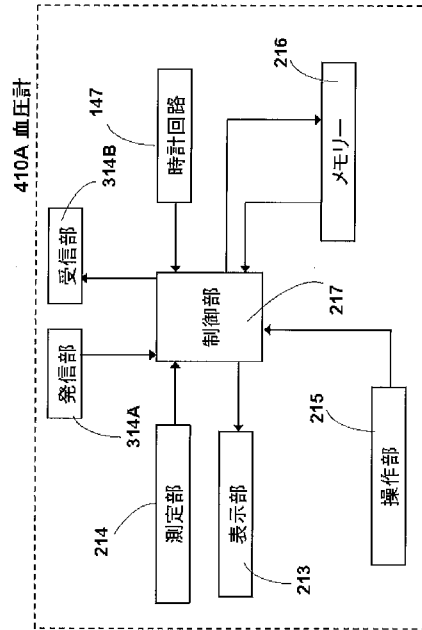 410A 血圧計
314A
発信部
受信部
314B
214
測定部
時計回路
147
制御部
217
表示部
213
メモリー
216
操作部
215